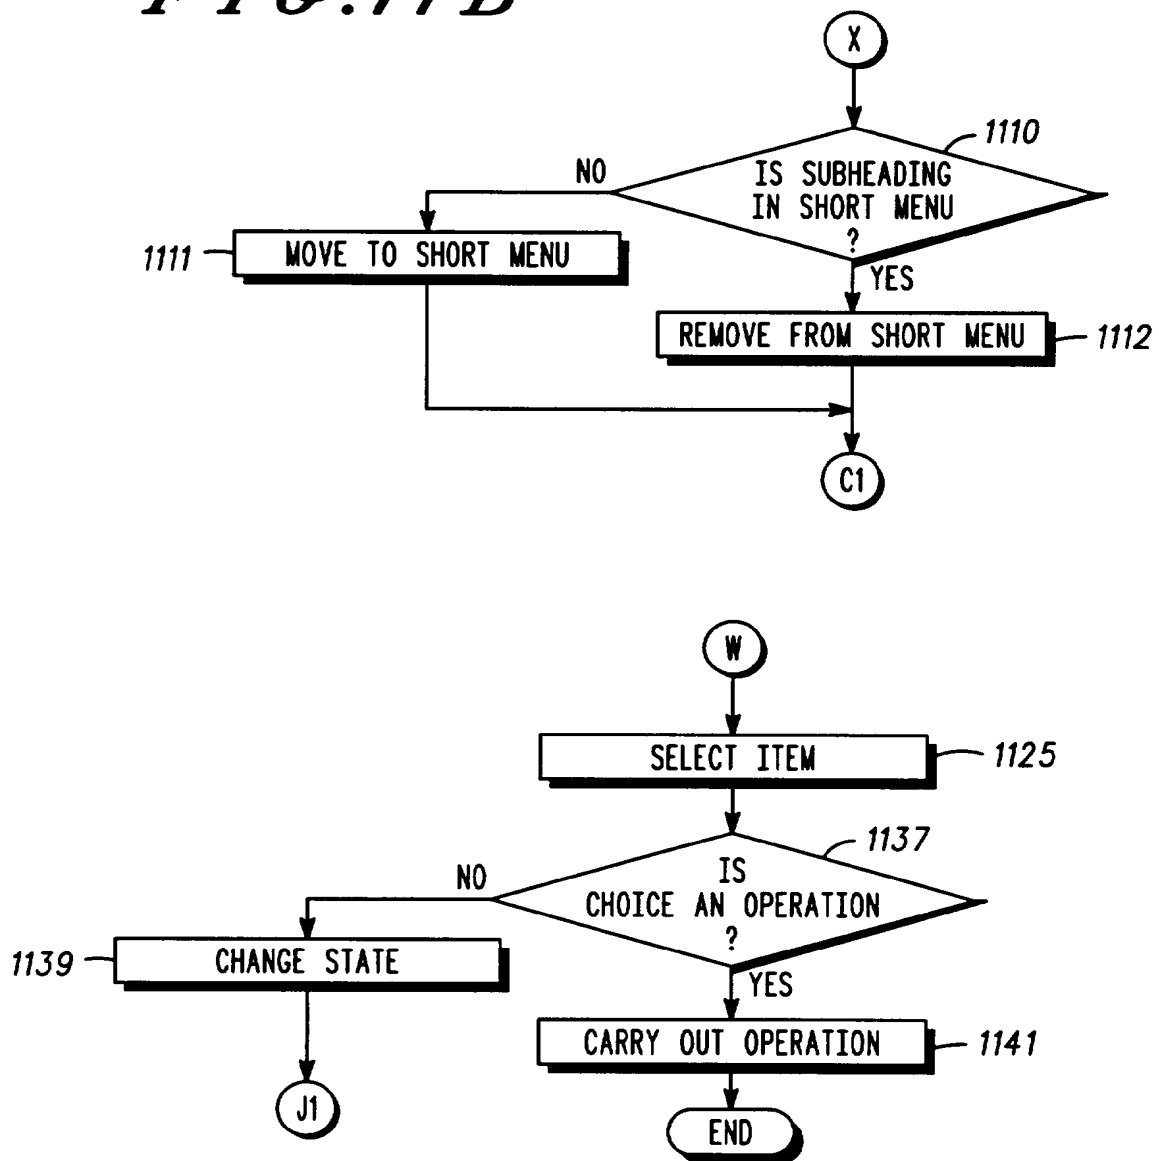 FIG.11B
X
1110
NO
IS SUBHEADING
IN SHORT MENU
?
1111
MOVE TO SHORT MENU
YES
REMOVE FROM SHORT MENU
1112
C1
W
SELECT ITEM
1125
1137
NO
IS
CHOICE AN OPERATION
?
1139
CHANGE STATE
YES
CARRY OUT OPERATION
1141
J1
END